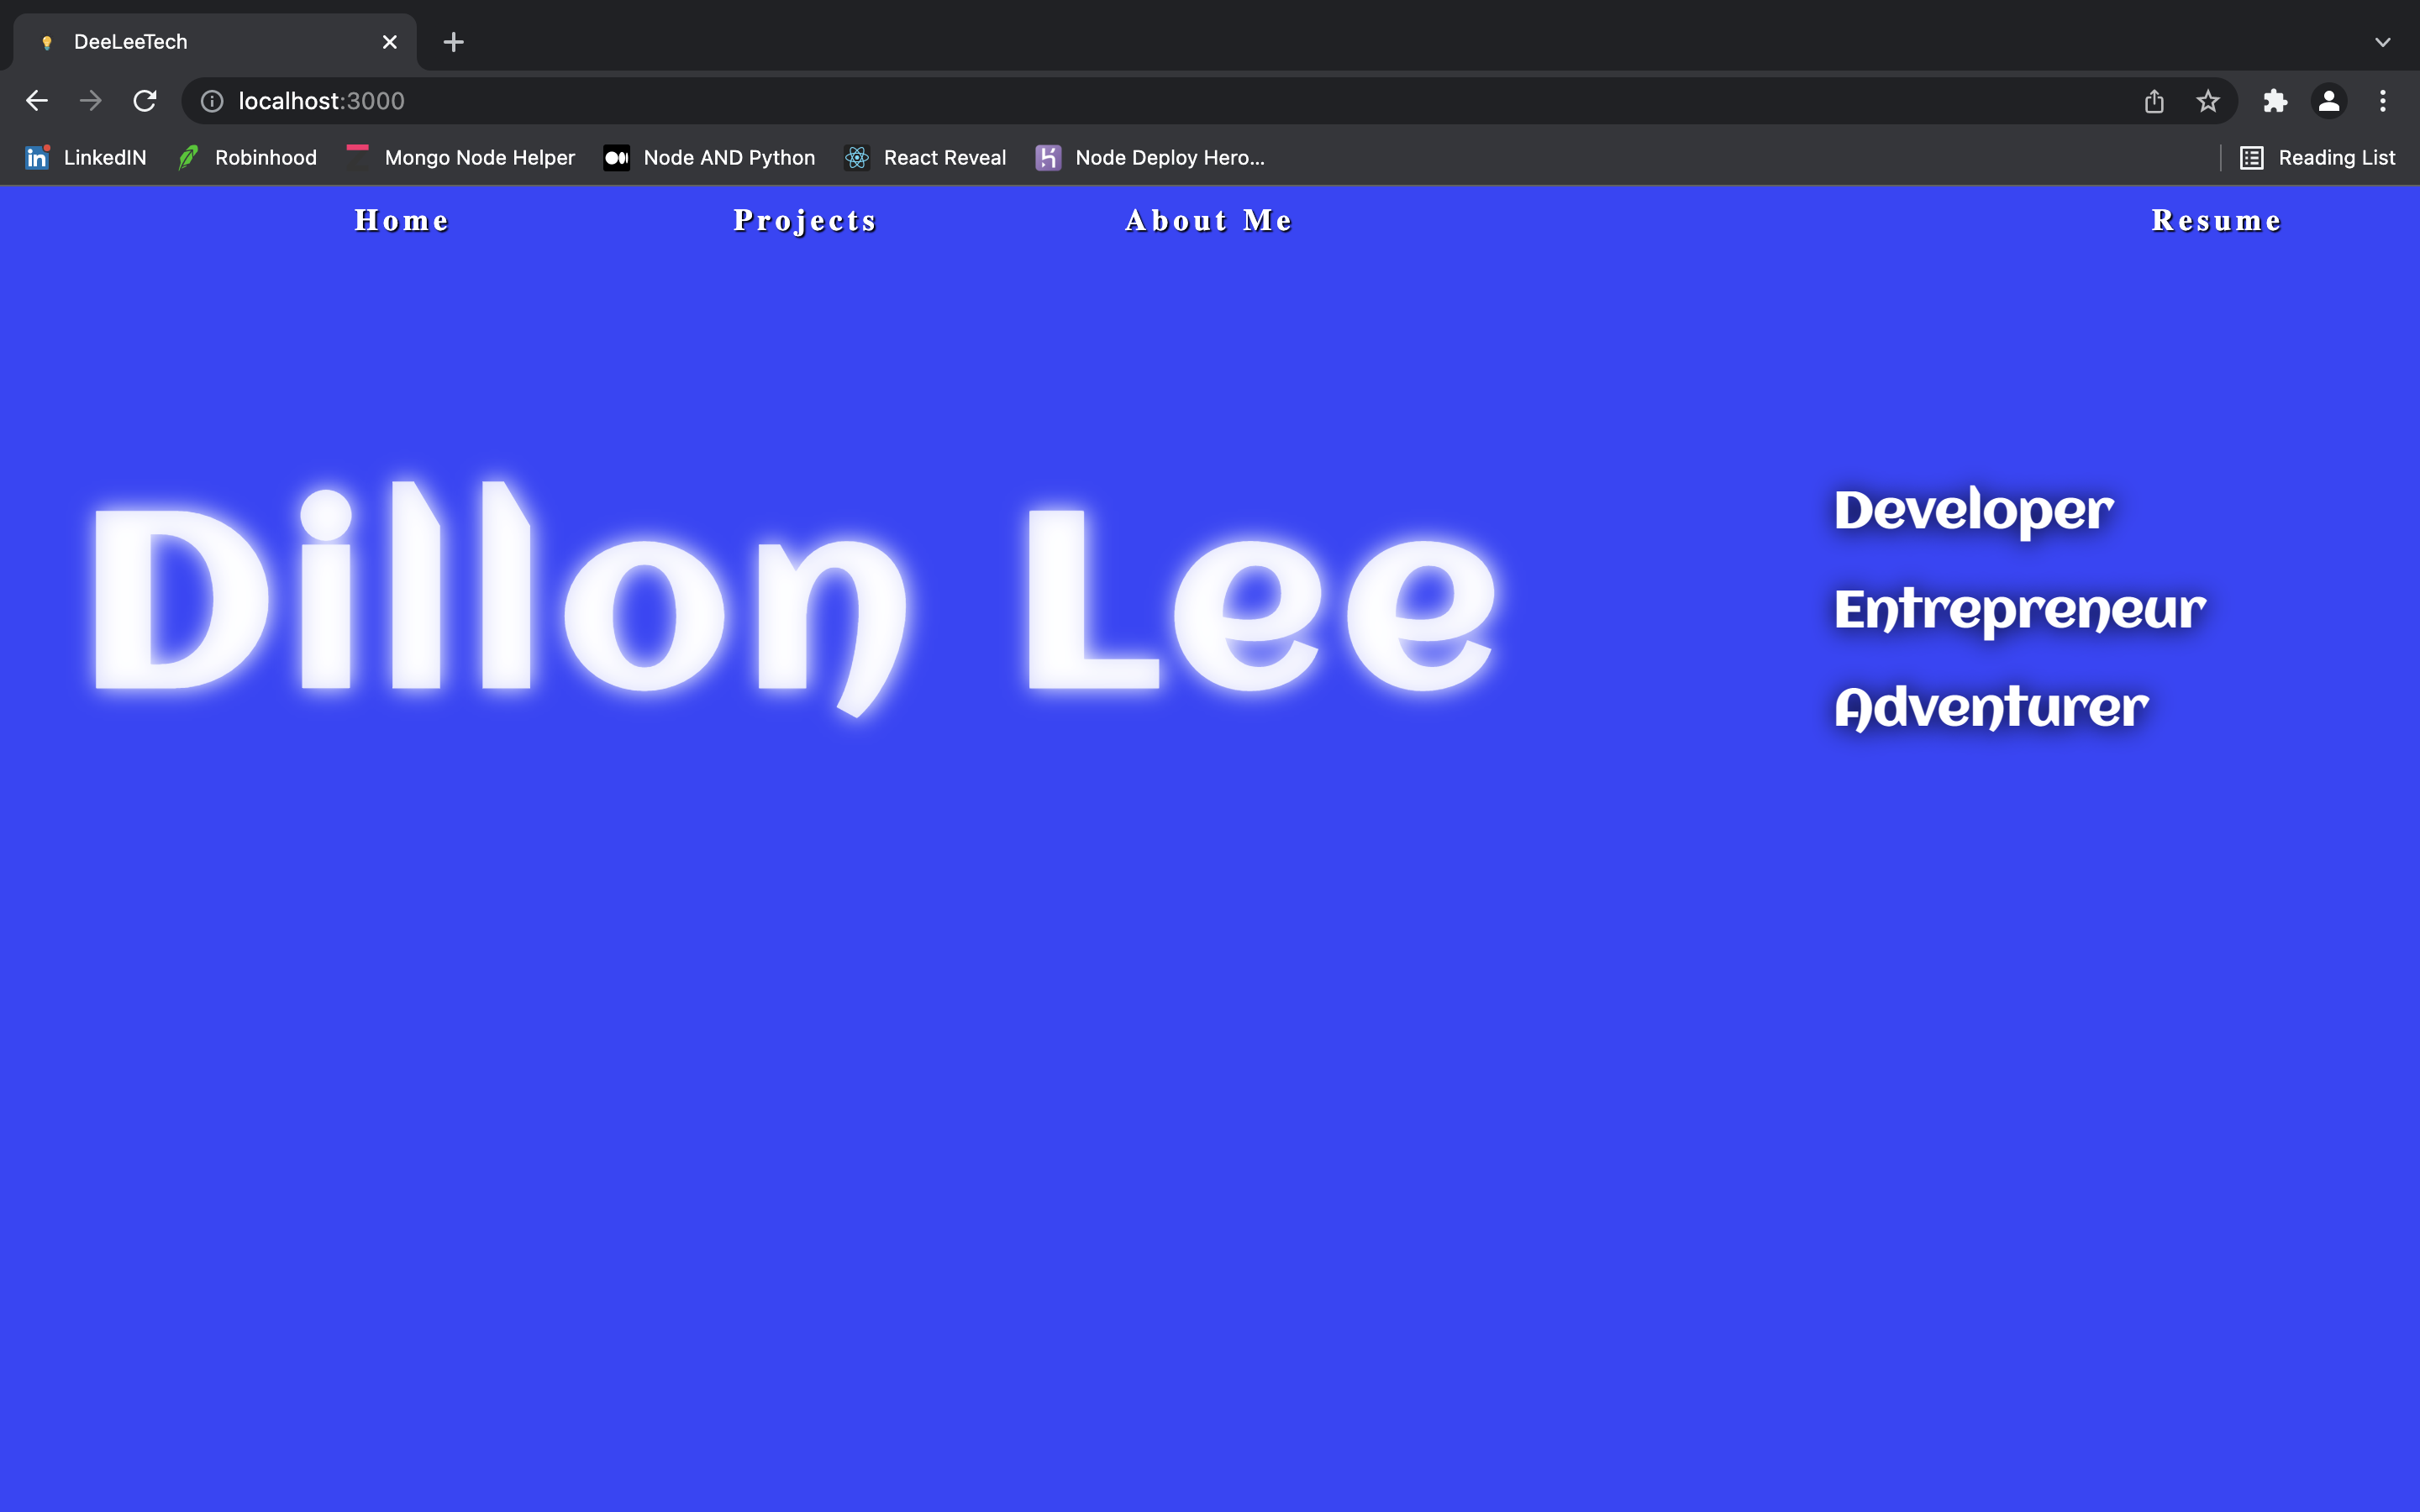 DeeLeeTech
localhost:3000
LinkedIN Robinhood Mongo Node Helper Node AND Python React Reveal Node Deploy Hero... Reading List
Home Projects About Me Resume
Dillon Lee
Developer
Entrepreneur
Adventurer